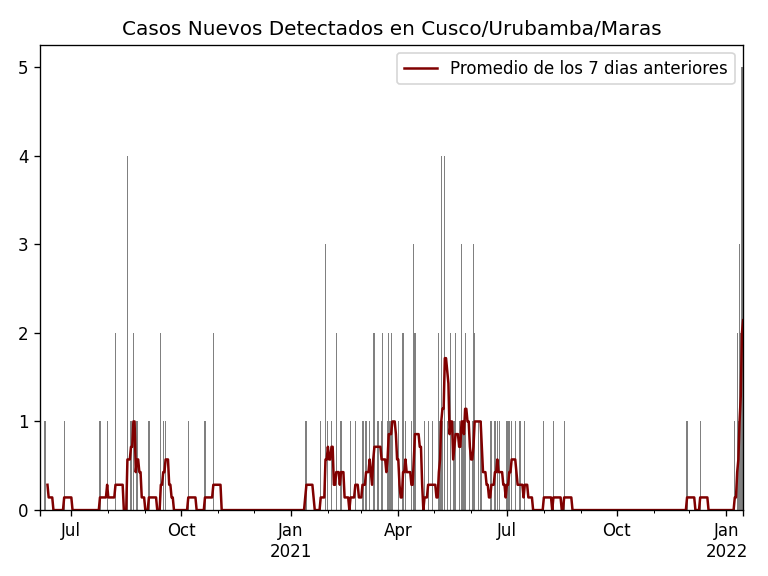 Casos Nuevos Detectados en Cusco/Urubamba/Maras
Promedio de los 7 dias anteriores
5
4
3
2
1
0
Jul
Oct
Jan
2021
Apr
Jul
Oct
Jan
2022